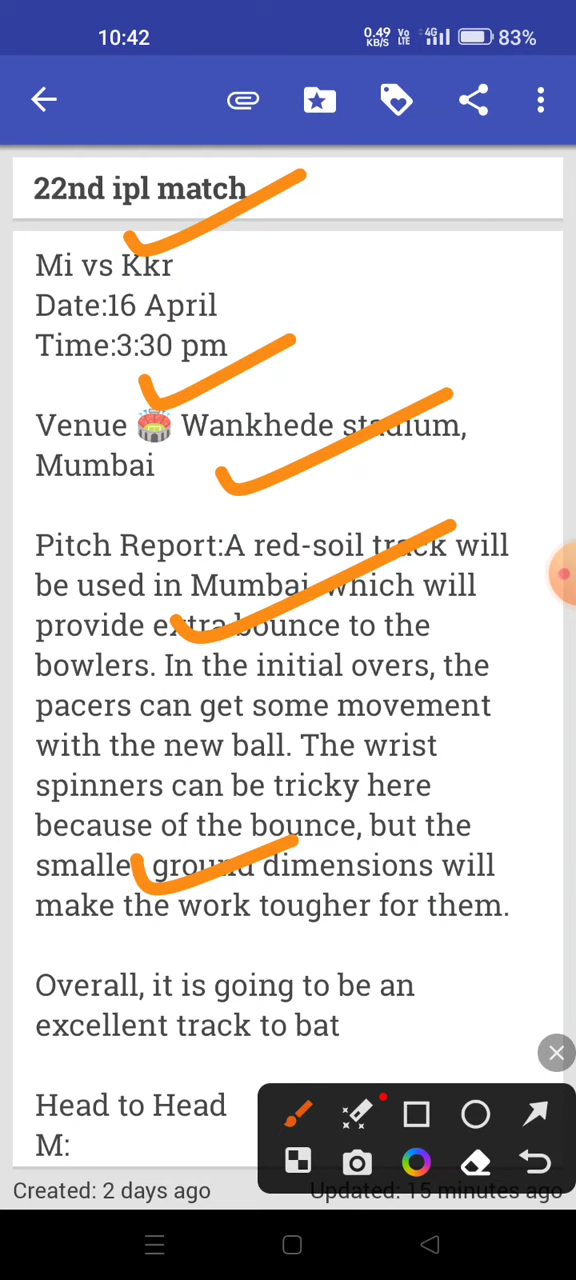 10:42 0.49 KB/S Vo LTE 4G 83%
22nd ipl match
Mi vs Kkr
Date:16 April
Time:3:30 pm
Venue 🏟 Wankhede stadium,
Mumbai
Pitch Report:A red-soil track will
be used in Mumbai, which will
provide extra bounce to the
bowlers. In the initial overs, the
pacers can get some movement
with the new ball. The wrist
spinners can be tricky here
because of the bounce, but the
smaller ground dimensions will
make the work tougher for them.
Overall, it is going to be an
excellent track to bat
Head to Head
M:
Created: 2 days ago Updated: 15 minutes ago